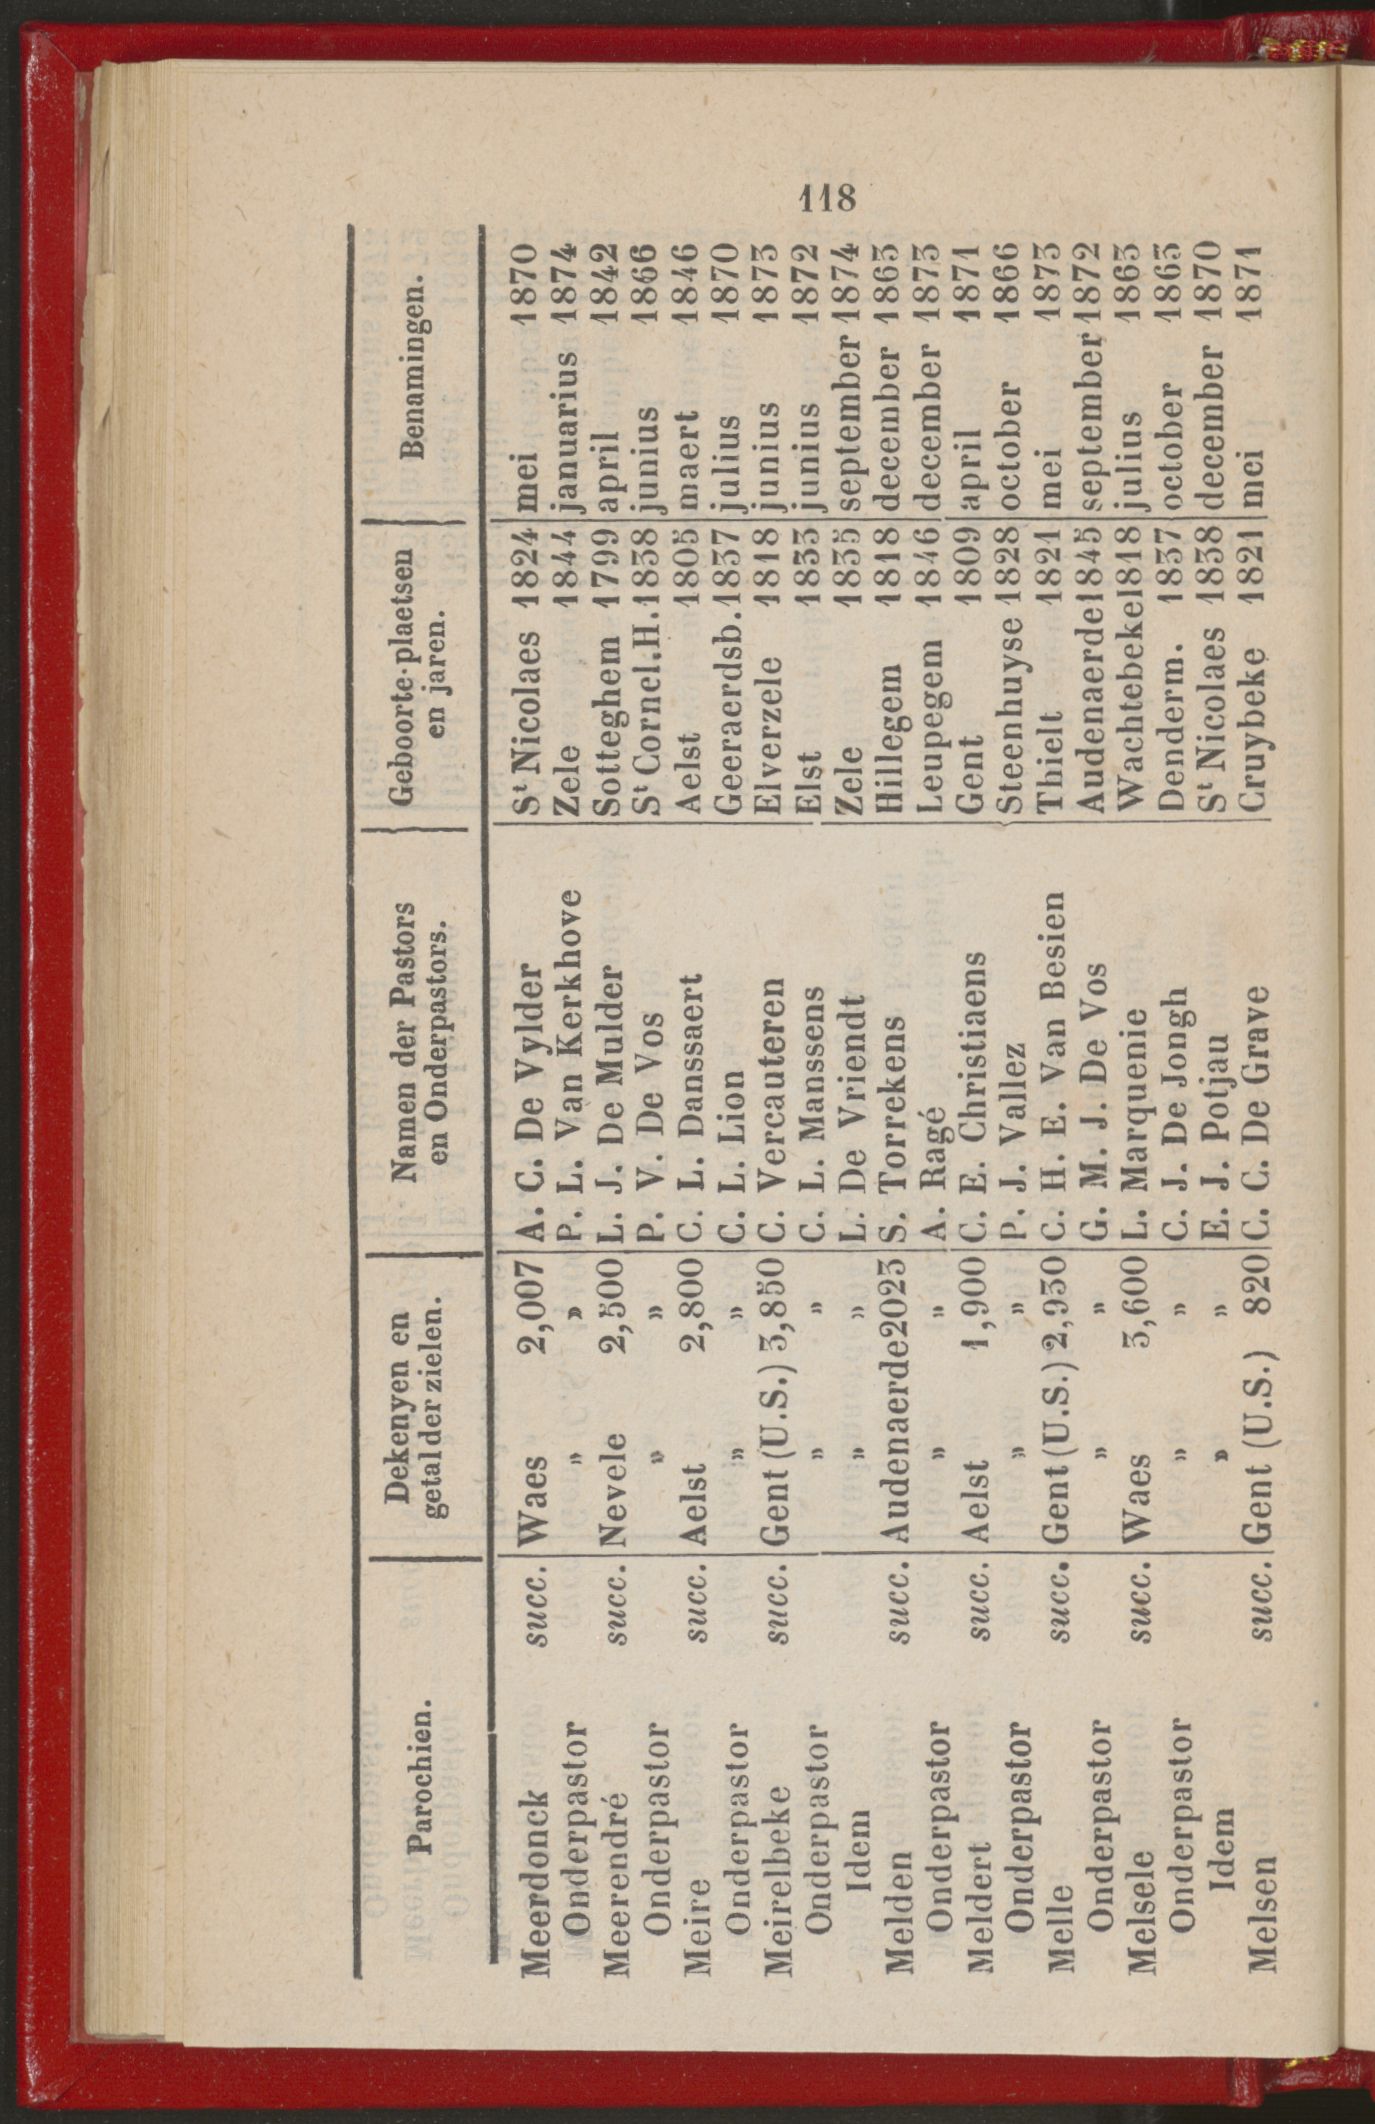 118
Parochien. Dekenyen en getal der zielen. Namen der Pastors en Onderpastors. Geboorte-plaetsen en jaren. Benamingen.
Meerdonck succ. Waes 2,007 A. C. De Vylder St Nicolaes 1824 mei 1870
Onderpastor » » P. L. Van Kerkhove Zele 1844 januarius 1874
Meerendré succ. Nevele 2,500 L. J. De Mulder Sotteghem 1799 april 1842
Onderpastor » » P. V. De Vos St Cornel.H. 1838 junius 1866
Meire succ. Aelst 2,800 C. L. Danssaert Aelst 1805 maert 1846
Onderpastor » » C. L. Lion Geeraerdsb. 1837 julius 1870
Meirelbeke succ. Gent (U.S.) 3,850 C. Vercauteren Elverzele 1818 junius 1873
Onderpastor » » C. L. Manssens Elst 1833 junius 1872
Idem » » L. De Vriendt Zele 1835 september 1874
Melden succ. Audenaerde 2023 S. Torrekens Hillegem 1818 december 1863
Onderpastor » » A. Ragé Leupegem 1846 december 1873
Meldert succ. Aelst 1,900 C. E. Christiaens Gent 1809 april 1871
Onderpastor » » P. J. Vallez Steenhuyse 1828 october 1866
Melle succ. Gent (U.S.) 2,930 C. H. E. Van Besien Thielt 1821 mei 1873
Onderpastor » » G. M. J. De Vos Audenaerde 1845 september 1872
Melsele succ. Waes 3,600 L. Marquenie Wachtebeke 1818 julius 1863
Onderpastor » » C. J. De Jongh Denderm. 1837 october 1863
Idem » » E. J. Potjau St Nicolaes 1838 december 1870
Melsen succ. Gent (U.S.) 820 C. C. De Grave Cruybeke 1821 mei 1871